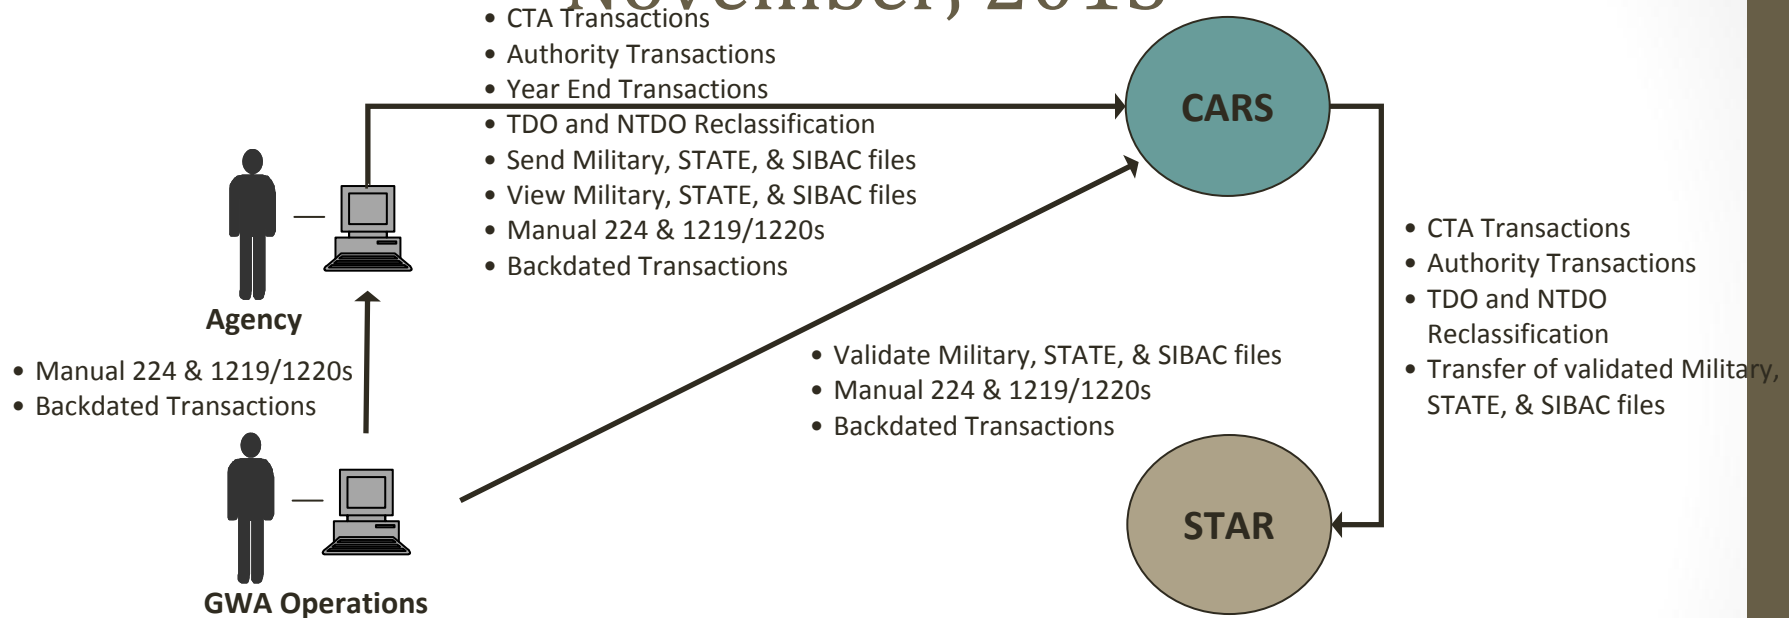 November, 2013
• CTA Transactions
• Authority Transactions
• Year End Transactions
• TDO and NTDO Reclassification
• Send Military, STATE, & SIBAC files
• View Military, STATE, & SIBAC files
• Manual 224 & 1219/1220s
• Backdated Transactions
CARS
Agency
• Manual 224 & 1219/1220s
• Backdated Transactions
GWA Operations
• Validate Military, STATE, & SIBAC files
• Manual 224 & 1219/1220s
• Backdated Transactions
• CTA Transactions
• Authority Transactions
• TDO and NTDO
Reclassification
• Transfer of validated Military,
STATE, & SIBAC files
STAR